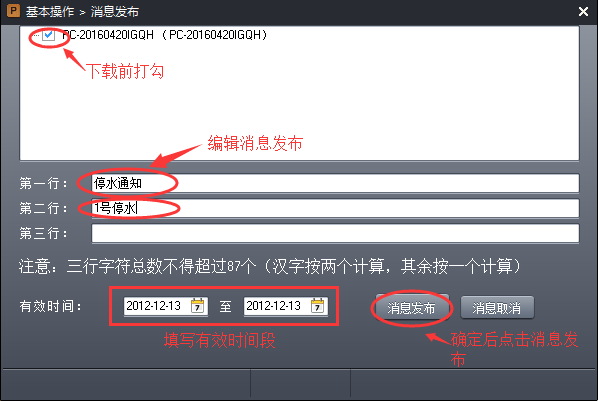 基本操作 > 消息发布
PC-20160420IGQH （PC-20160420IGQH）
下载前打勾
编辑消息发布
第一行： 停水通知
第二行： 1号停水
第三行：
注意：三行字符总数不得超过87个（汉字按两个计算，其余按一个计算）
有效时间： 2012-12-13 至 2012-12-13 消息发布 消息取消
填写有效时间段
确定后点击消息发
布